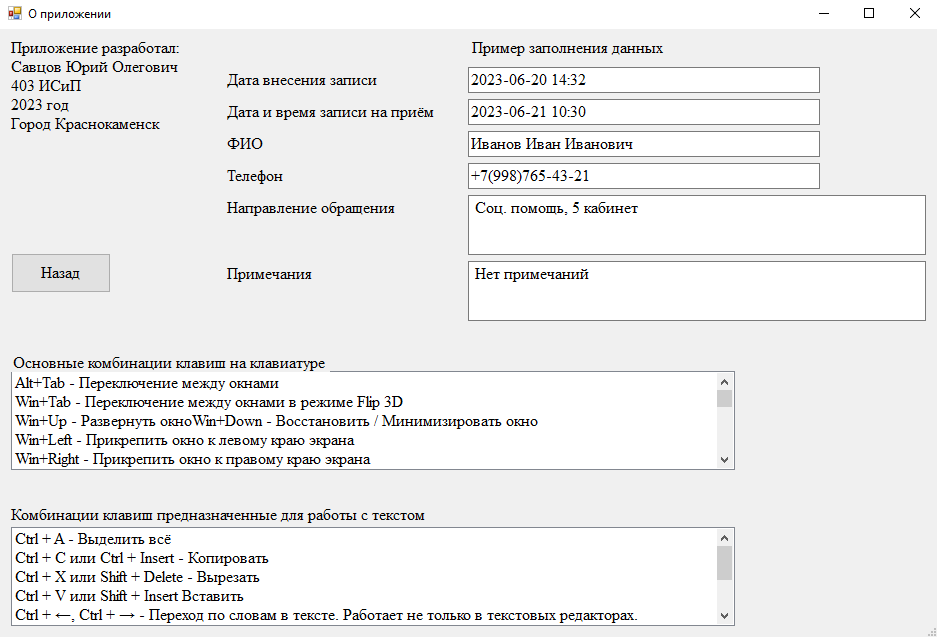 О приложении
Приложение разработал:
Савцов Юрий Олегович
403 ИСиП
2023 год
Город Краснокаменск
Пример заполнения данных
Дата внесения записи
2023-06-20 14:32
Дата и время записи на приём
2023-06-21 10:30
ФИО
Иванов Иван Иванович
Телефон
+7(998)765-43-21
Направление обращения
Соц. помощь, 5 кабинет
Назад
Примечания
Нет примечаний
Основные комбинации клавиш на клавиатуре
Alt+Tab - Переключение между окнами
Win+Tab - Переключение между окнами в режиме Flip 3D
Win+Up - Развернуть окноWin+Down - Восстановить / Минимизировать окно
Win+Left - Прикрепить окно к левому краю экрана
Win+Right - Прикрепить окно к правому краю экрана
Комбинации клавиш предназначенные для работы с текстом
Ctrl + A - Выделить всё
Ctrl + C или Ctrl + Insert - Копировать
Ctrl + X или Shift + Delete - Вырезать
Ctrl + V или Shift + Insert Вставить
Ctrl + ←, Ctrl + → - Переход по словам в тексте. Работает не только в текстовых редакторах.